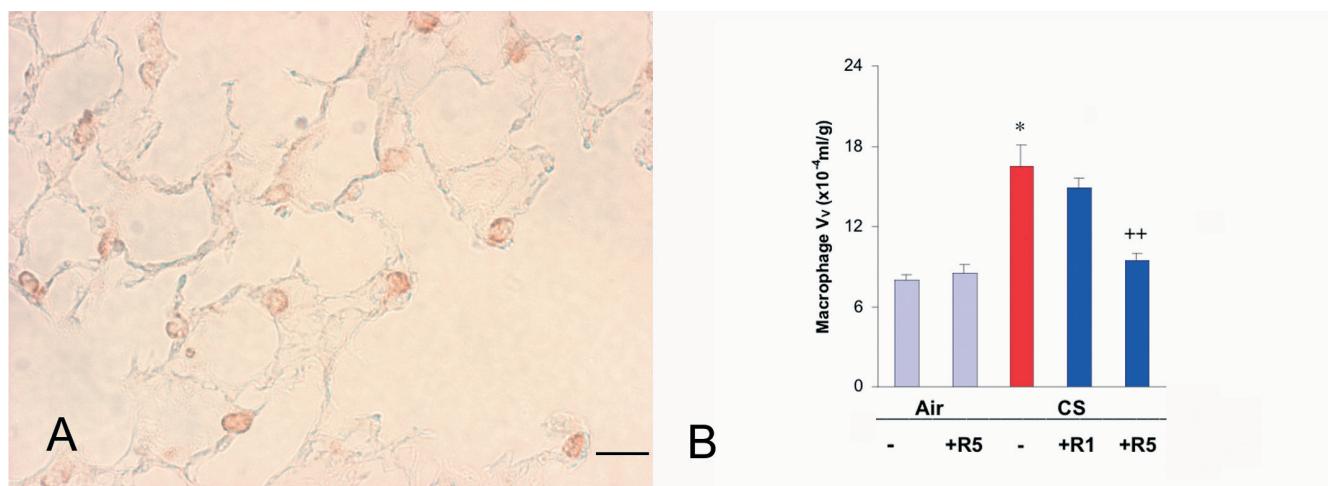 A
B
Macrophage Vv (x10-4ml/g)
24
18
12
6
0
*
++
Air CS
- +R5 - +R1 +R5